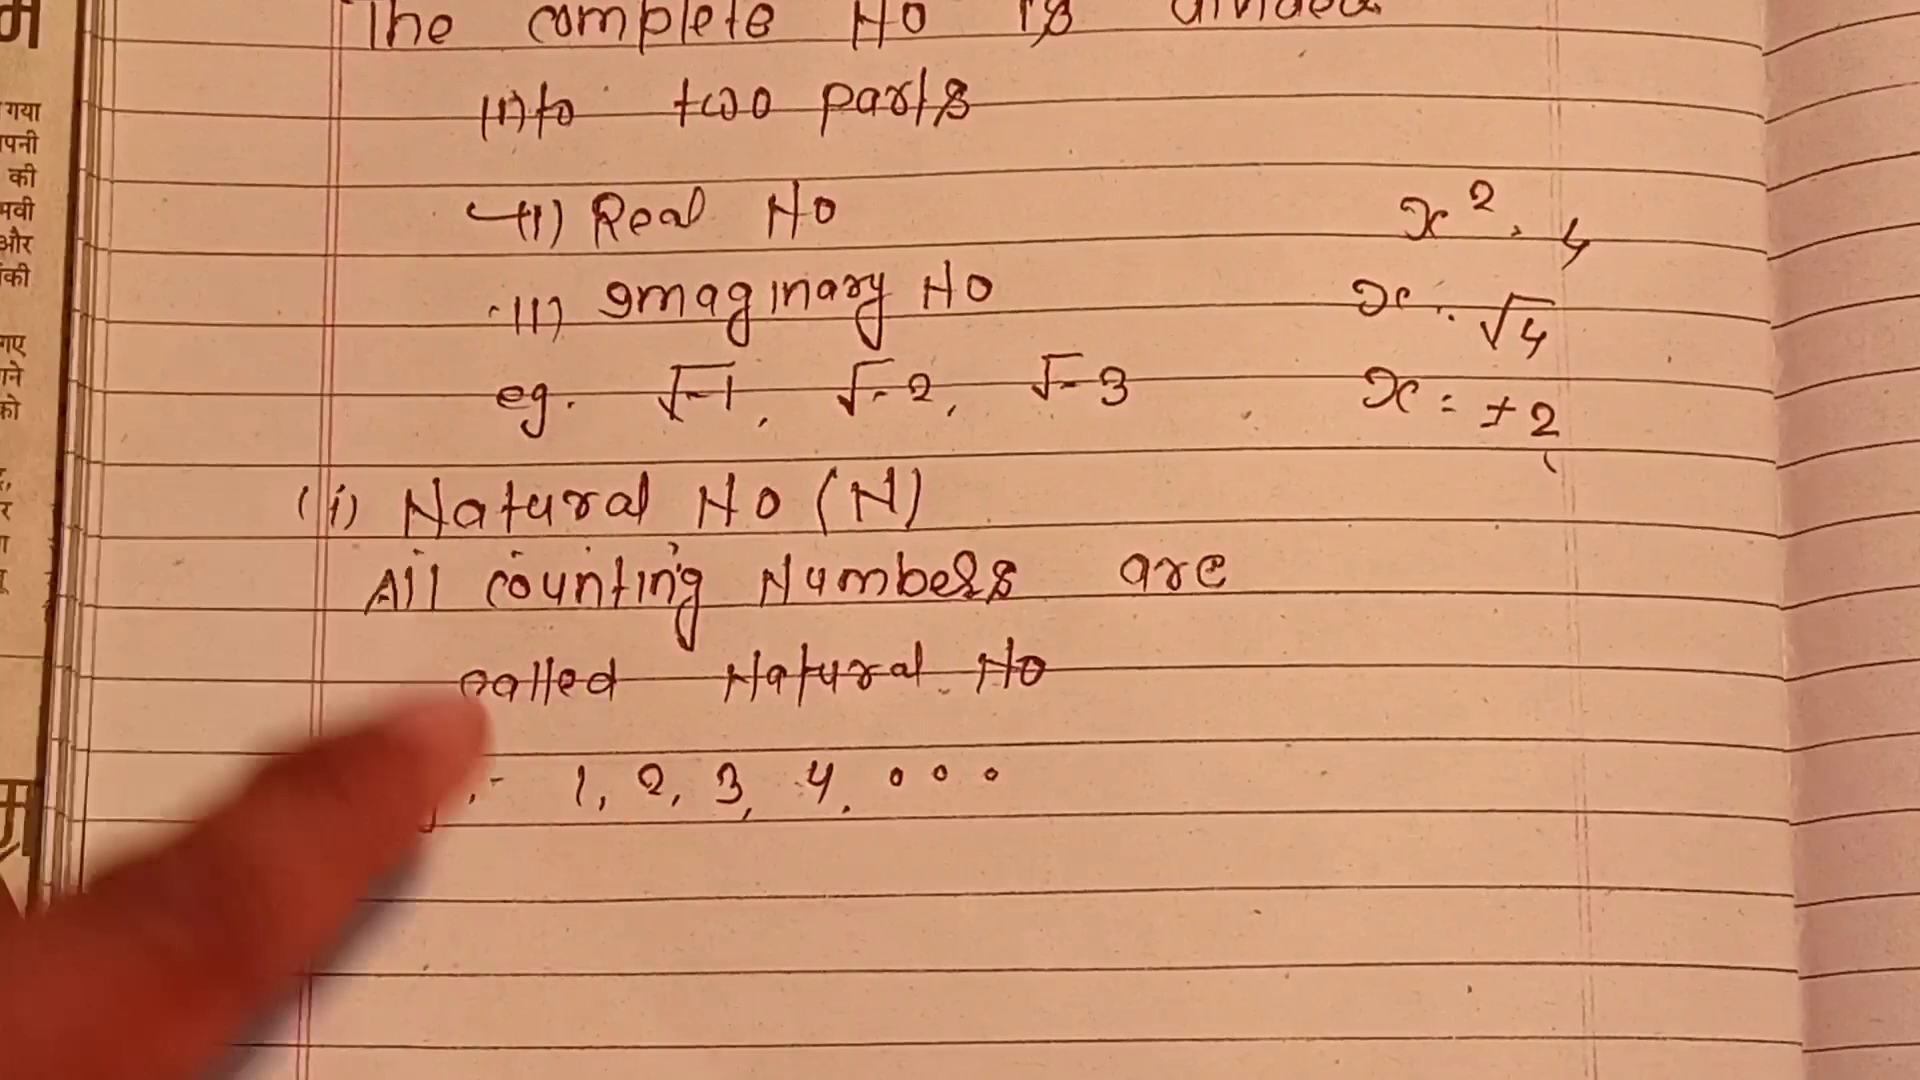 The complete No is divided
into two parts
(I) Real No
(II) Imaginary No
eg. √-1, √-2, √-3
x² = 4
x = √4
x = ±2
(i) Natural No (N)
All counting Numbers are
called Natural No
1, 2, 3, 4, ...
गया
पनी
की
और
गए
को